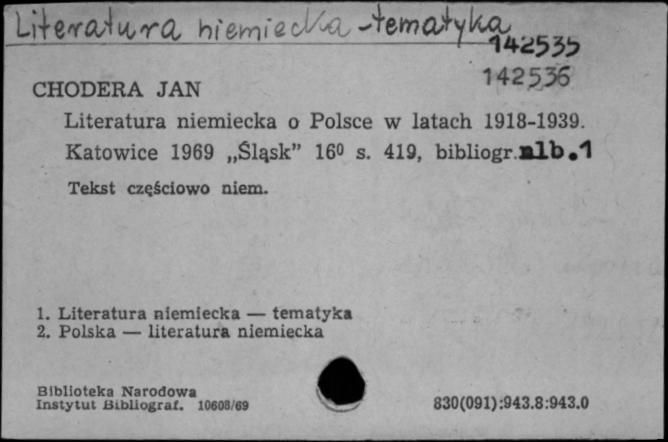 Literatura niemiecka - tematyka
142535
142536
CHODERA JAN
Literatura niemiecka o Polsce w latach 1918-1939.
Katowice 1969 „Śląsk” 16⁰ s. 419, bibliogr. nlb.1
Tekst częściowo niem.
1. Literatura niemiecka — tematyka
2. Polska — literatura niemiecka
Biblioteka Narodowa
Instytut Bibliograf. 10608/69
830(091):943.8:943.0